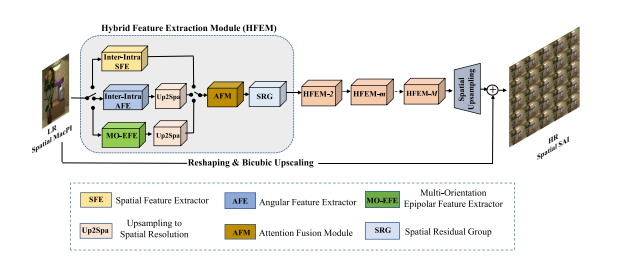 Hybrid Feature Extraction Module (HFEM)
Inter-Intra
SFE
Inter-Intra
AFE
Up2Spa
MO-EFE
Up2Spa
AFM
SRG
HFEM-2
HFEM-m
HFEM-M
Spatial
Upsampling
LR
Spatial MacPI
HR
Spatial SAI
Reshaping & Bicubic Upscaling
SFE
Spatial Feature Extractor
AFE
Angular Feature Extractor
MO-EFE
Multi-Orientation
Epipolar Feature Extractor
Up2Spa
Upsampling to
Spatial Resolution
AFM
Attention Fusion Module
SRG
Spatial Residual Group